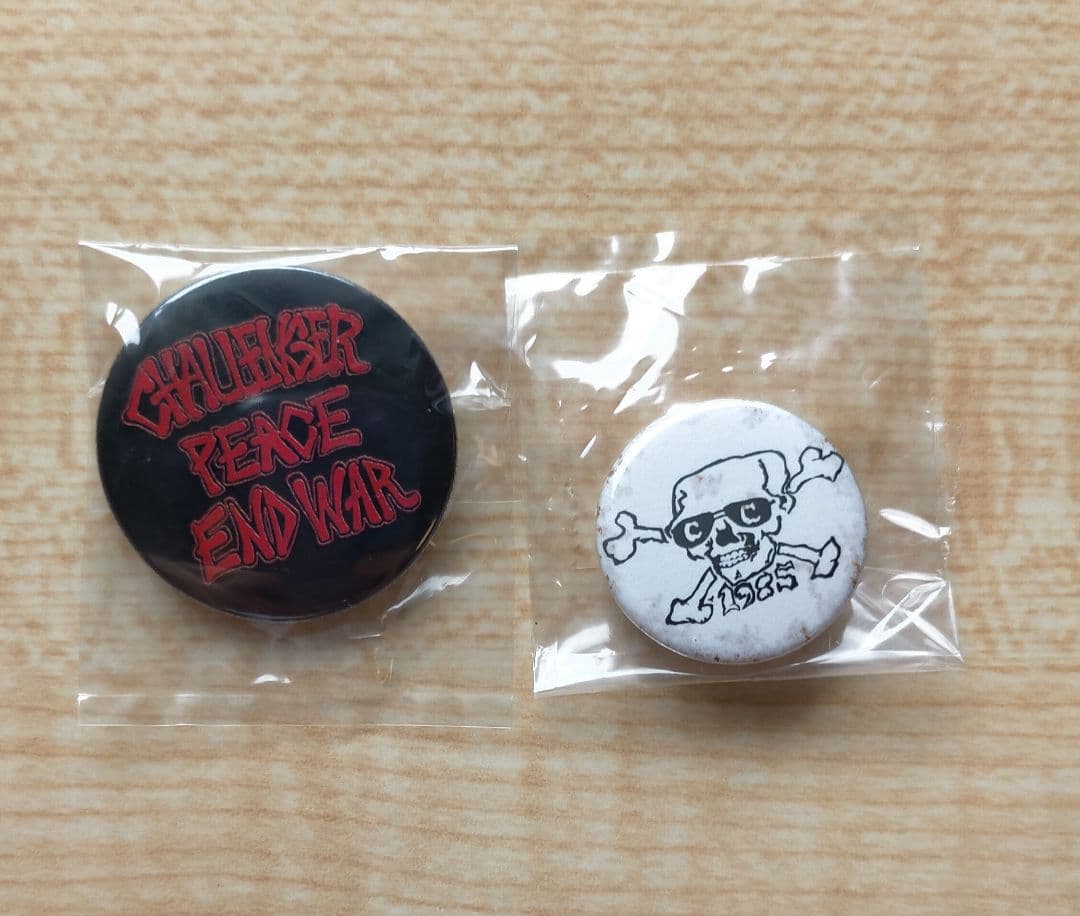 CHALLENGER
PEACE
END WAR
1985